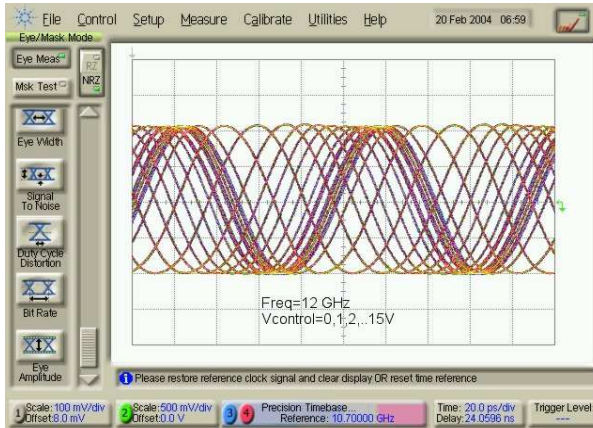 File Control Setup Measure Calibrate Utilities Help 20 Feb 2004 06:59
Eye/Mask Mode
Eye Meas
RZ
Msk Test
NRZ
Eye Width
Signal
To Noise
Duty Cycle
Distortion
Bit Rate
Eye
Amplitude
Freq=12 GHz
Vcontrol=0,1,2,..15V
Please restore reference clock signal and clear display OR reset time reference
1 Scale: 100 mV/div
Offset:8.0 mV
2 Scale:500 mV/div
Offset:0.0 V
3 4 Precision Timebase...
Reference: 10.70000 GHz
Time: 20.0 ps/div
Delay:24.0596 ns
Trigger Level
---